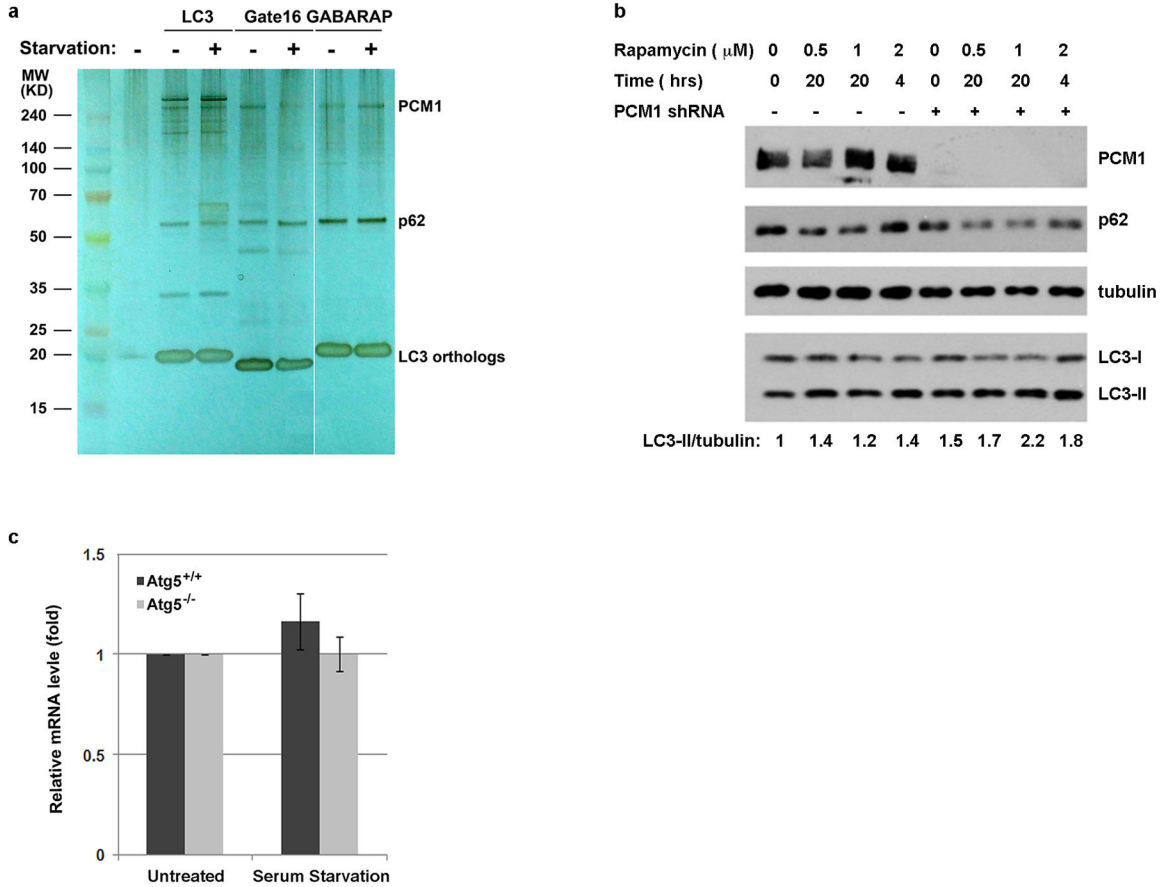 a
LC3 Gate16 GABARAP
Starvation: - - + - + - +
MW
(KD)
240
140
100
70
50
35
25
20
15
PCM1
p62
LC3 orthologs
b
Rapamycin ( μM) 0 0.5 1 2 0 0.5 1 2
Time ( hrs) 0 20 20 4 0 20 20 4
PCM1 shRNA - - - - + + + +
PCM1
p62
tubulin
LC3-I
LC3-II
LC3-II/tubulin: 1 1.4 1.2 1.4 1.5 1.7 2.2 1.8
c
Relative mRNA levle (fold)
1.5
1
0.5
0
Atg5+/+
Atg5-/-
Untreated Serum Starvation